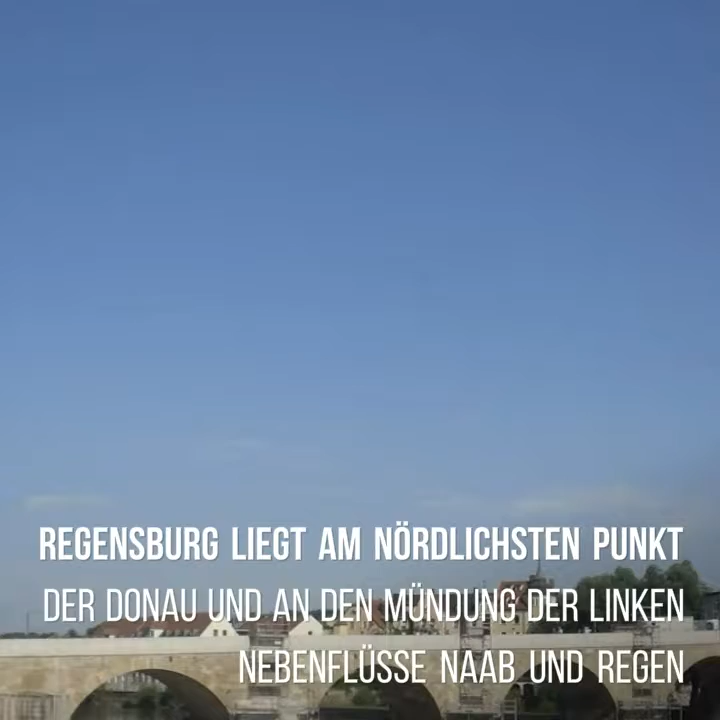 REGENSBURG LIEGT AM NÖRDLICHSTEN PUNKT
DER DONAU UND AN DEN MÜNDUNG DER LINKEN
NEBENFLÜSSE NAAB UND REGEN